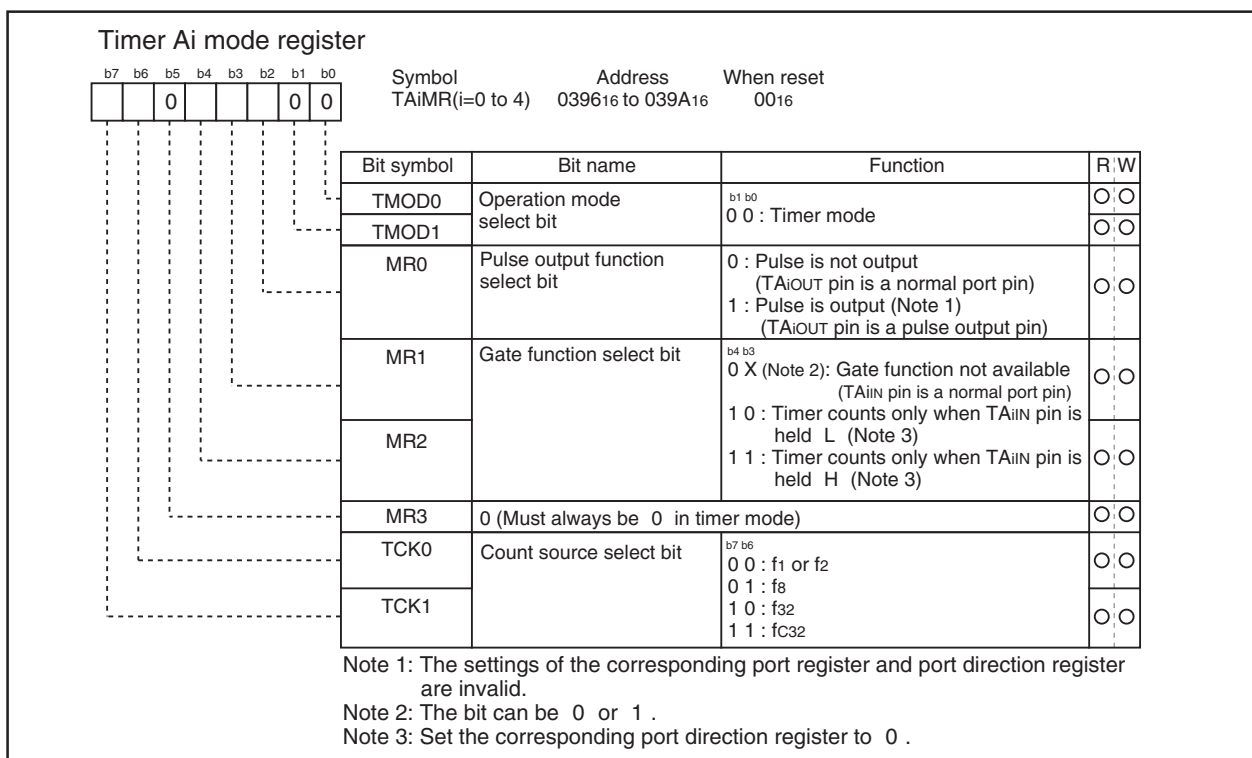 Timer Ai mode register
b7 b6 b5 b4 b3 b2 b1 b0
0 0 0
Symbol Address When reset
TAiMR(i=0 to 4) 039616 to 039A16 0016
Bit symbol Bit name Function R W
TMOD0 Operation mode select bit b1 b0
0 0 : Timer mode
TMOD1
MR0 Pulse output function select bit 0 : Pulse is not output
(TAiOUT pin is a normal port pin)
1 : Pulse is output (Note 1)
(TAiOUT pin is a pulse output pin)
MR1 Gate function select bit b4 b3
0 X (Note 2): Gate function not available
(TAiIN pin is a normal port pin)
1 0 : Timer counts only when TAiIN pin is
held L (Note 3)
MR2
1 1 : Timer counts only when TAiIN pin is
held H (Note 3)
MR3 0 (Must always be 0 in timer mode)
TCK0 Count source select bit b7 b6
0 0 : f1 or f2
0 1 : f8
TCK1
1 0 : f32
1 1 : fC32
Note 1: The settings of the corresponding port register and port direction register
are invalid.
Note 2: The bit can be 0 or 1 .
Note 3: Set the corresponding port direction register to 0 .